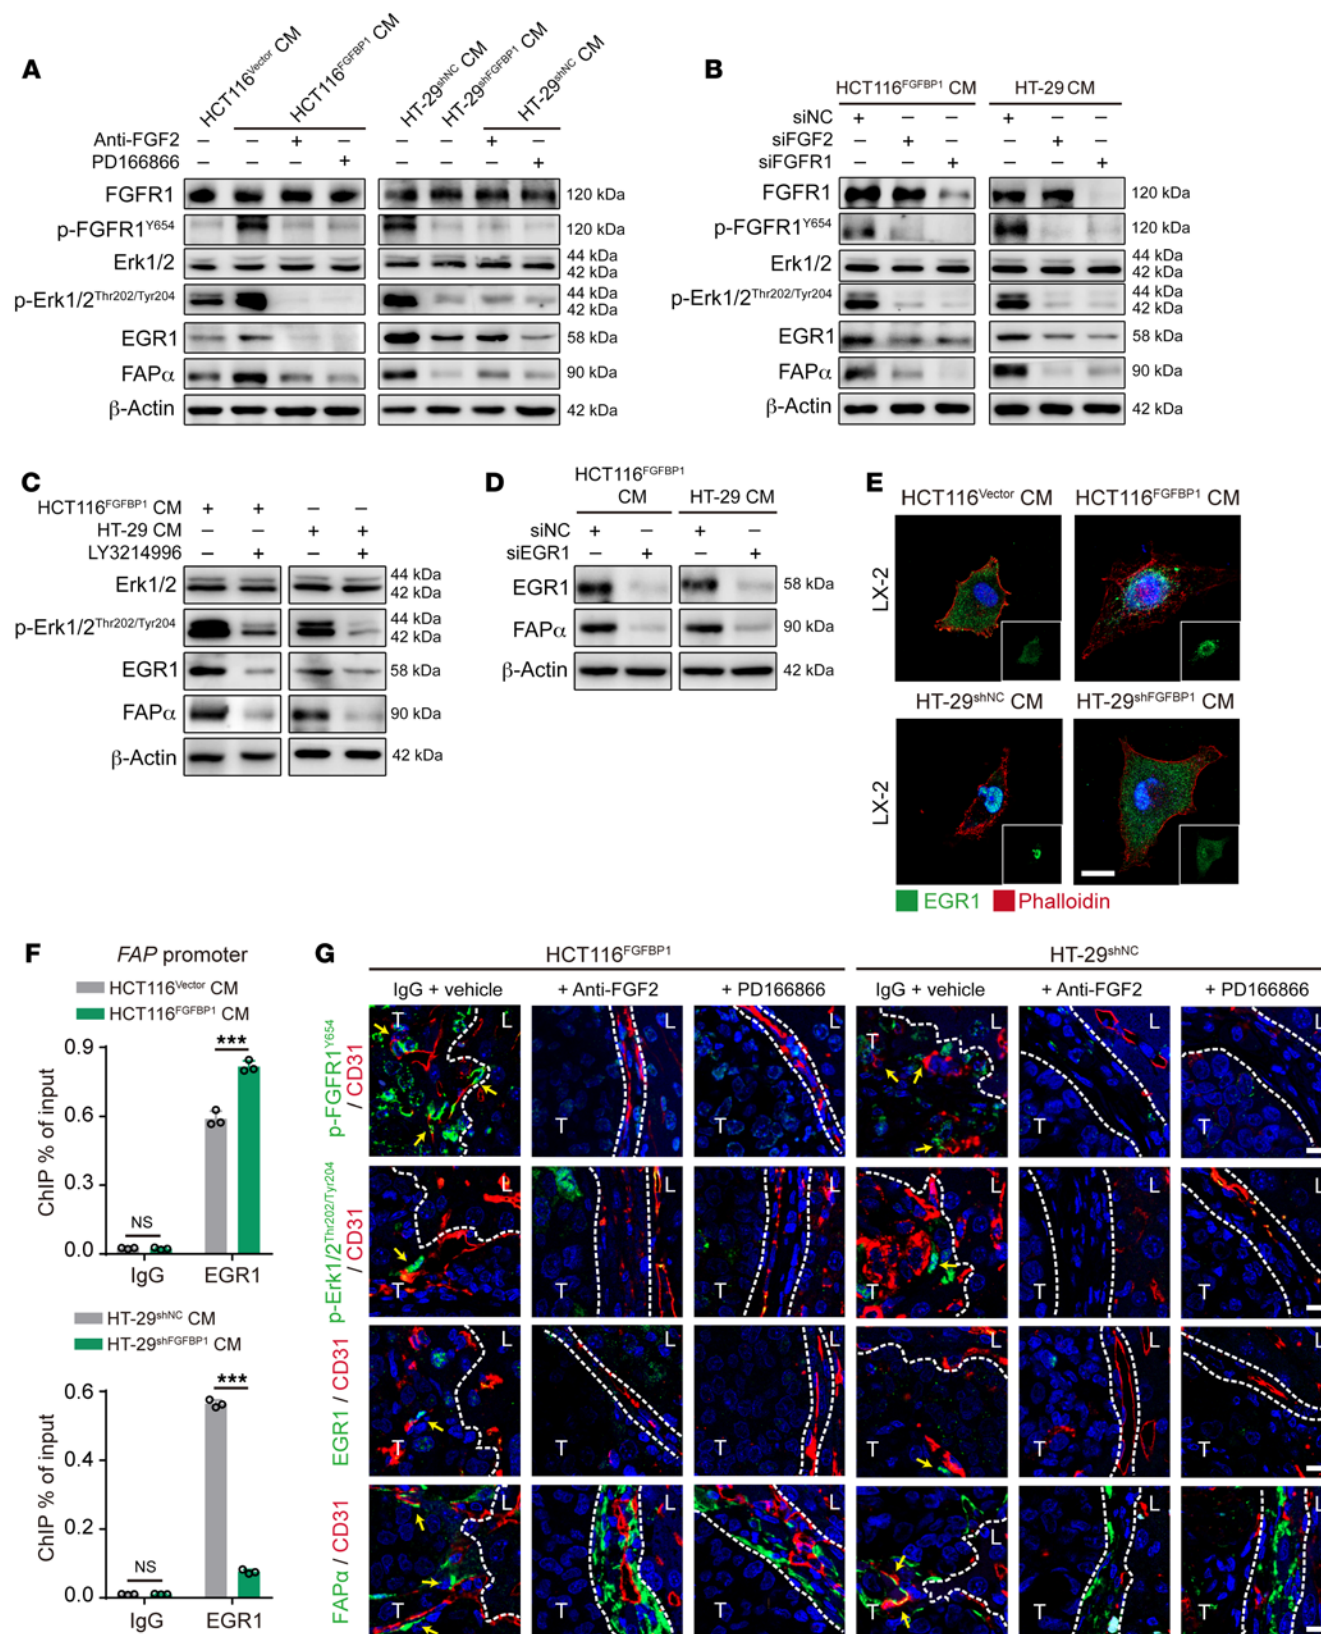 A
HCT116Vector CM
HCT116FGFBP1 CM
HT-29shNC CM
HT-29shFGFBP1 CM
HT-29shNC CM
Anti-FGF2 – – + – – – + –
PD166866 – – – + – – – +
FGFR1 120 kDa
p-FGFR1Y654 120 kDa
Erk1/2 44 kDa
42 kDa
p-Erk1/2Thr202/Tyr204 44 kDa
42 kDa
EGR1 58 kDa
FAPα 90 kDa
β-Actin 42 kDa
B
HCT116FGFBP1 CM HT-29 CM
siNC + – – + – –
siFGF2 – + – – + –
siFGFR1 – – + – – +
FGFR1 120 kDa
p-FGFR1Y654 120 kDa
Erk1/2 44 kDa
42 kDa
p-Erk1/2Thr202/Tyr204 44 kDa
42 kDa
EGR1 58 kDa
FAPα 90 kDa
β-Actin 42 kDa
C
HCT116FGFBP1 CM + + – –
HT-29 CM – – + +
LY3214996 – + – +
Erk1/2 44 kDa
42 kDa
p-Erk1/2Thr202/Tyr204 44 kDa
42 kDa
EGR1 58 kDa
FAPα 90 kDa
β-Actin 42 kDa
D
HCT116FGFBP1
CM HT-29 CM
siNC + – + –
siEGR1 – + – +
EGR1 58 kDa
FAPα 90 kDa
β-Actin 42 kDa
E
HCT116Vector CM HCT116FGFBP1 CM
LX-2
HT-29shNC CM HT-29shFGFBP1 CM
LX-2
EGR1 Phalloidin
F
FAP promoter
HCT116Vector CM
HCT116FGFBP1 CM
ChIP % of input
0.9
0.6
0.3
0.0
***
NS
IgG EGR1
HT-29shNC CM
HT-29shFGFBP1 CM
ChIP % of input
0.6
0.4
0.2
0.0
***
NS
IgG EGR1
G
HCT116FGFBP1 HT-29shNC
IgG + vehicle + Anti-FGF2 + PD166866 IgG + vehicle + Anti-FGF2 + PD166866
p-FGFR1Y654
/ CD31
T L T L T L T L T L T L
p-Erk1/2Thr202/Tyr204
/ CD31
T L T L T L T L T L T L
EGR1 / CD31
T L T L T L T L T L T L
FAPα / CD31
T L T L T L T L T L T L